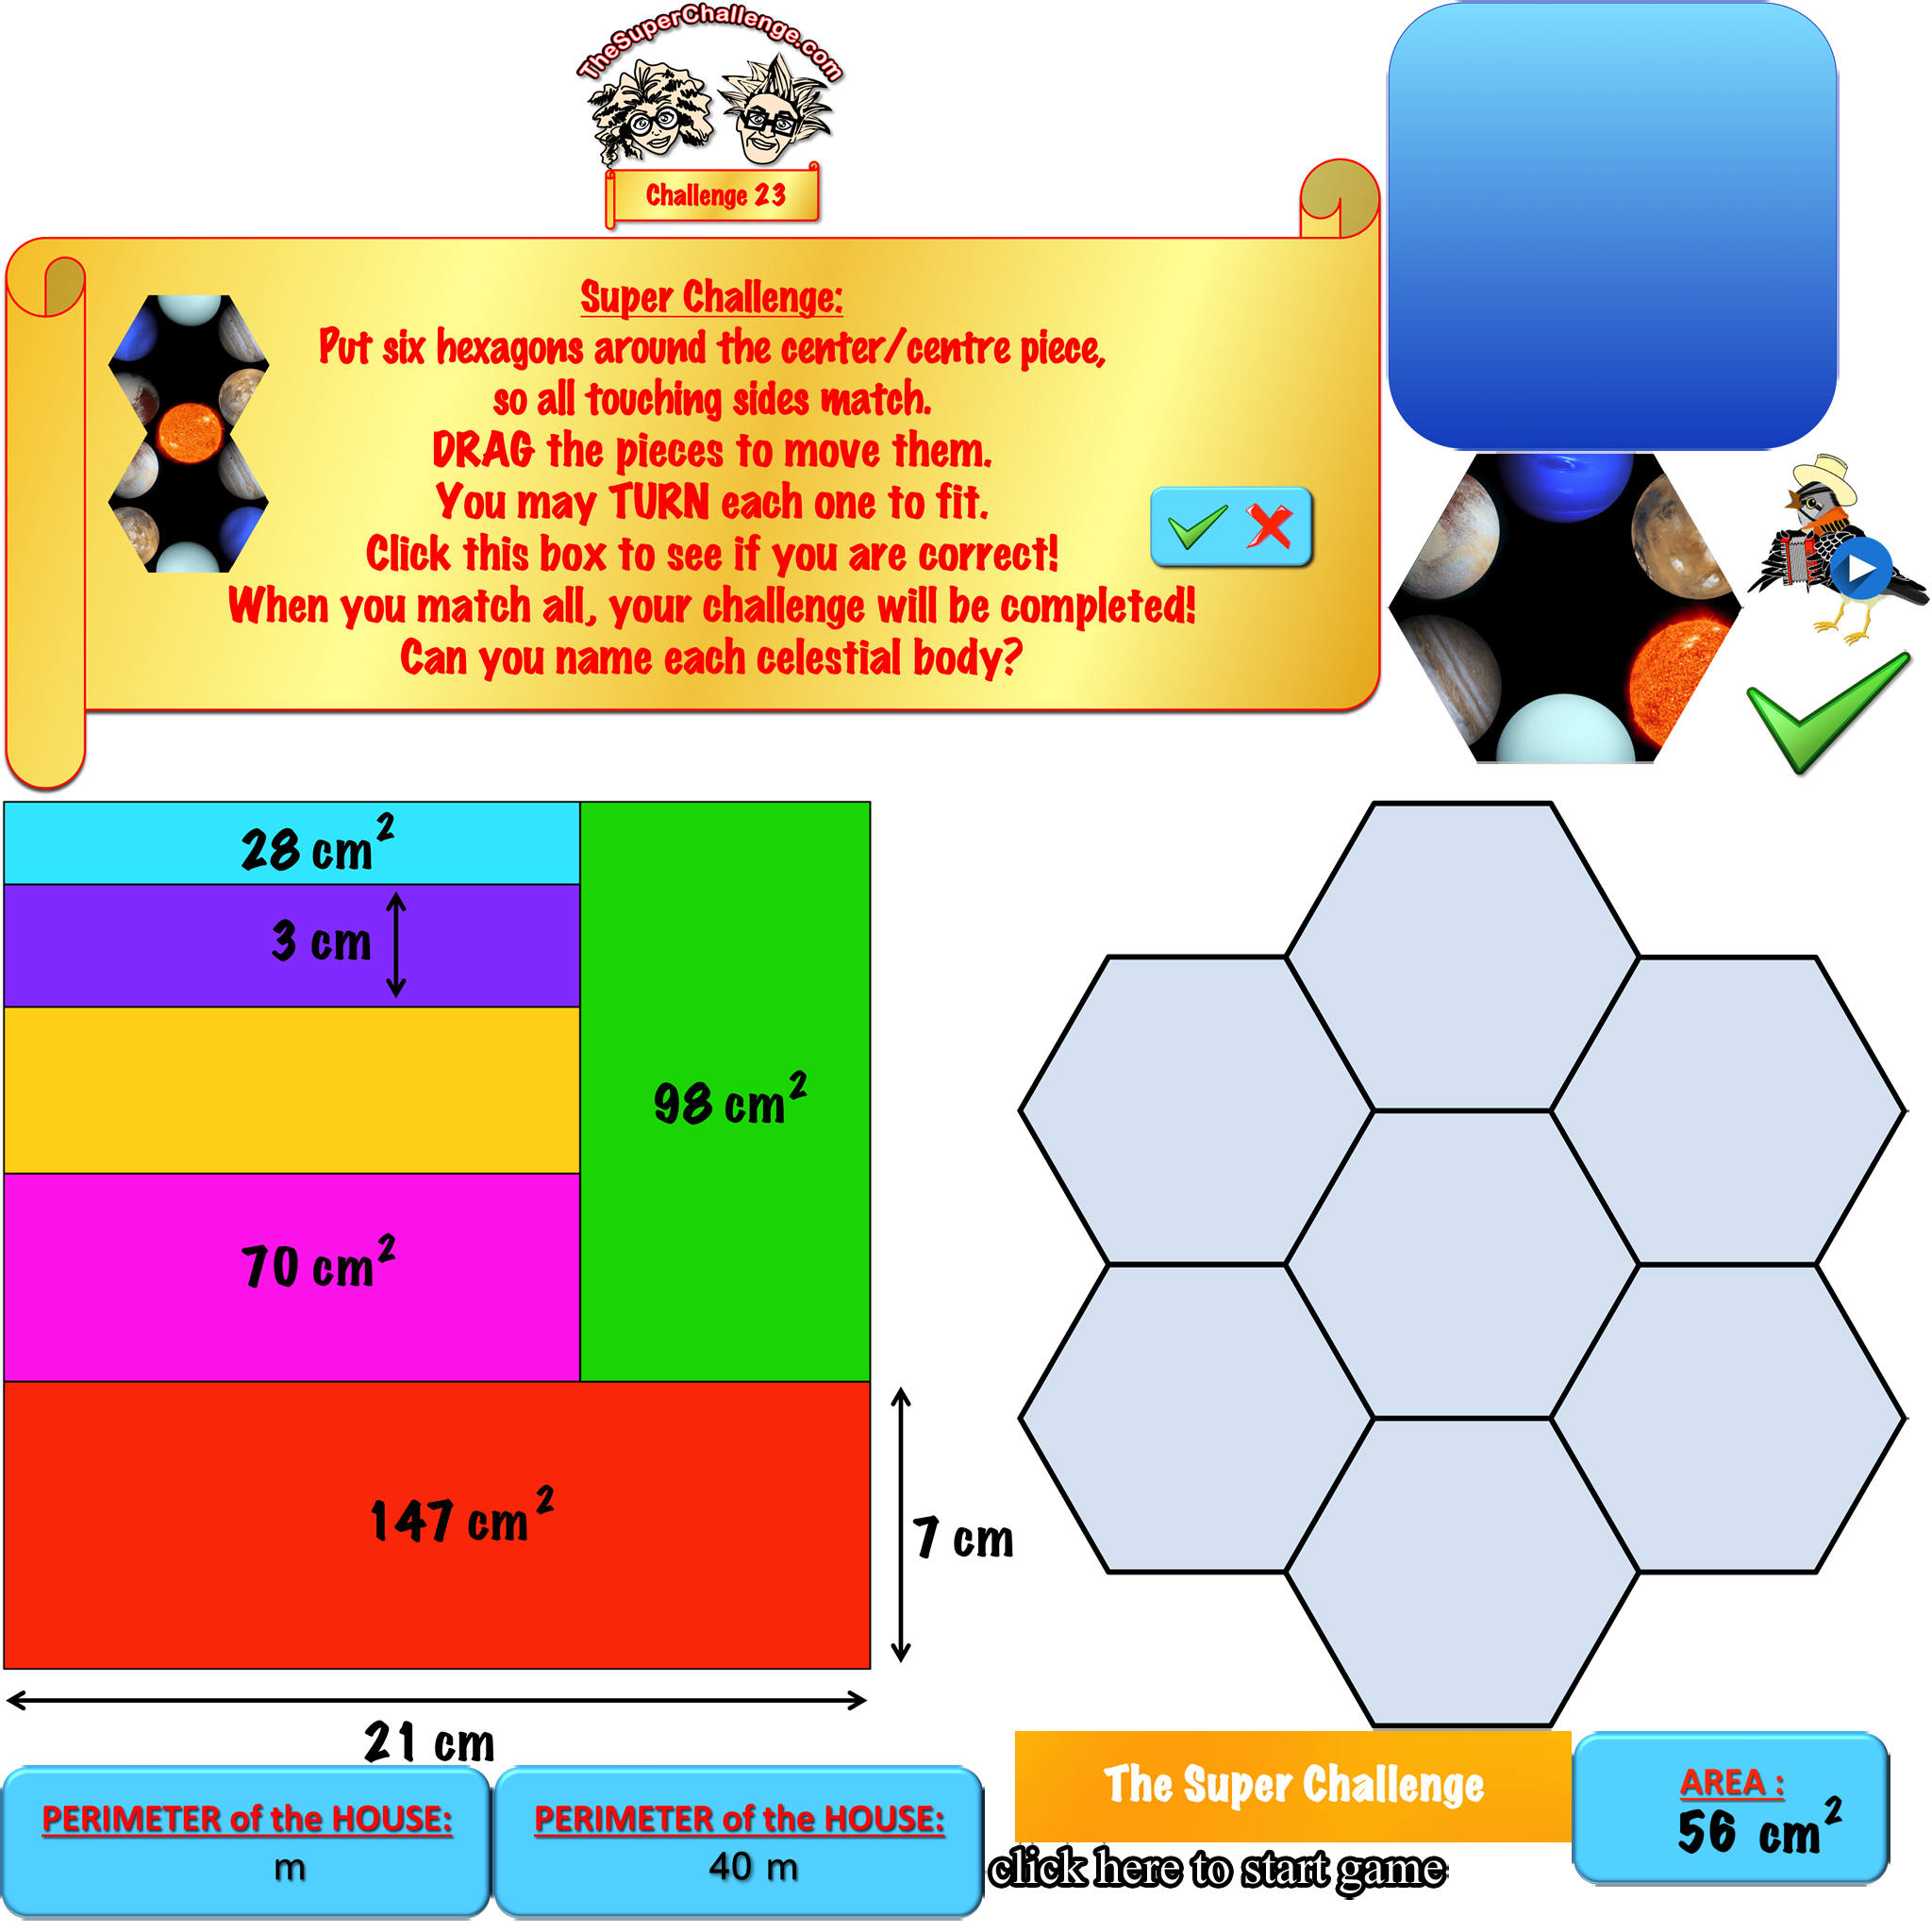 TheSuperChallenge.com
Challenge 23
Super Challenge:
Put six hexagons around the center/centre piece,
so all touching sides match.
DRAG the pieces to move them.
You may TURN each one to fit.
Click this box to see if you are correct!
When you match all, your challenge will be completed!
Can you name each celestial body?
28 cm²
3 cm
98 cm²
70 cm²
147 cm²
7 cm
21 cm
PERIMETER of the HOUSE:
m
PERIMETER of the HOUSE:
40 m
The Super Challenge
click here to start game
AREA :
56 cm²